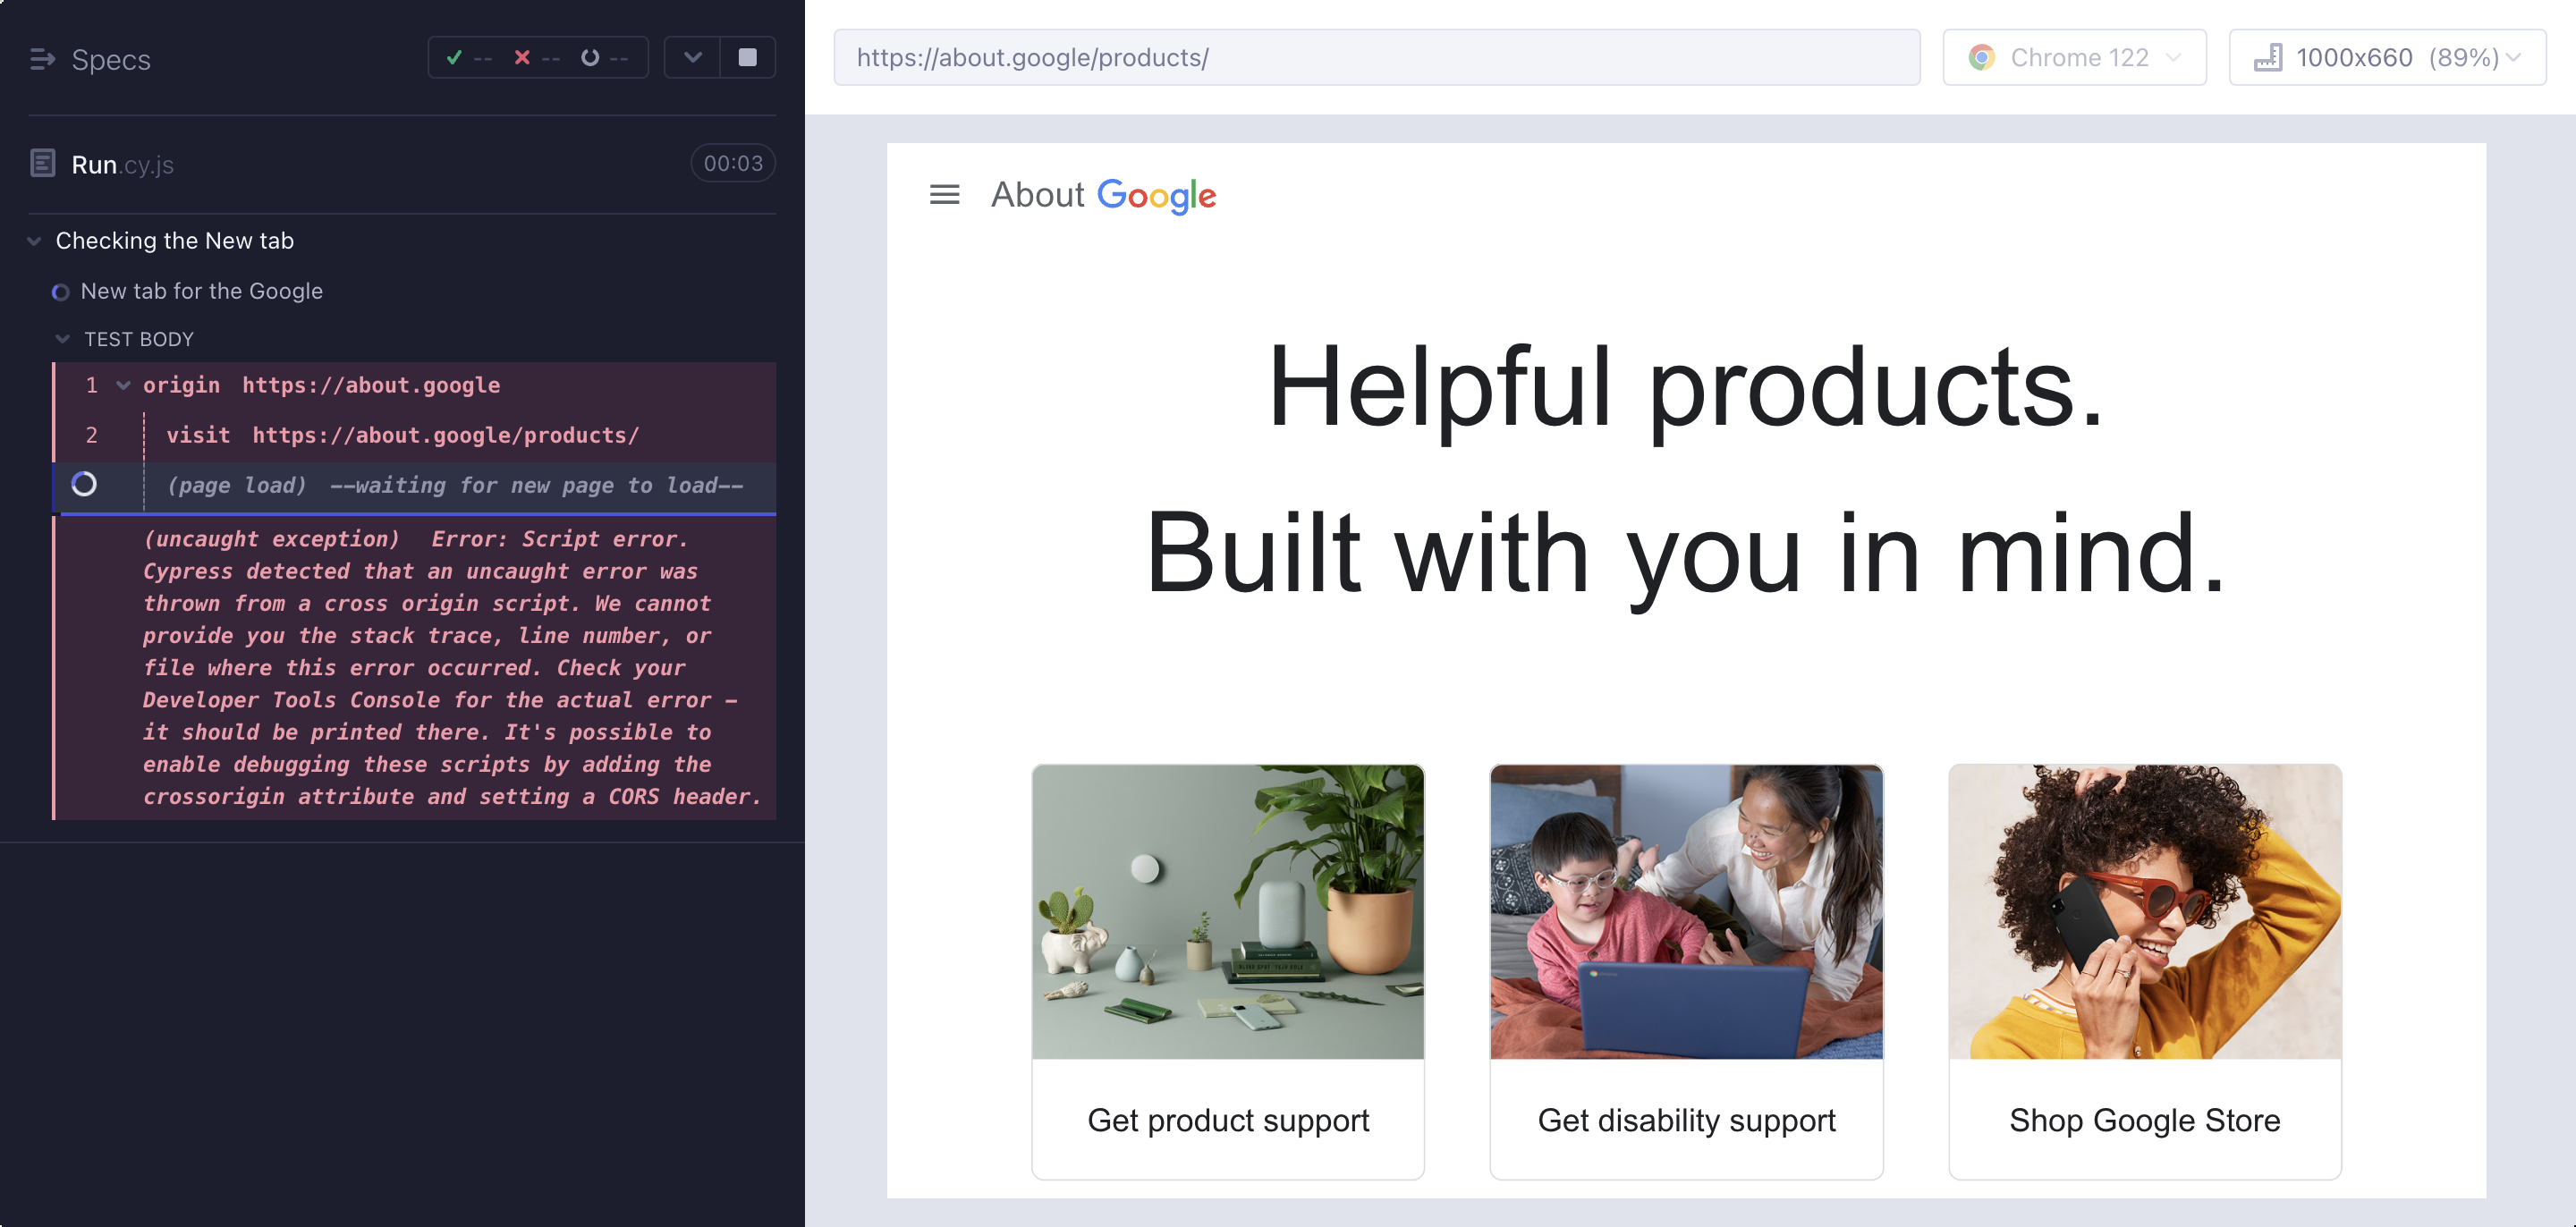 Specs
--
--
--
Run.cy.js
00:03
Checking the New tab
New tab for the Google
TEST BODY
1 origin https://about.google
2 visit https://about.google/products/
(page load) --waiting for new page to load--
(uncaught exception) Error: Script error.
Cypress detected that an uncaught error was
thrown from a cross origin script. We cannot
provide you the stack trace, line number, or
file where this error occurred. Check your
Developer Tools Console for the actual error -
it should be printed there. It's possible to
enable debugging these scripts by adding the
crossorigin attribute and setting a CORS header.
https://about.google/products/
Chrome 122
1000x660 (89%)
About Google
Helpful products.
Built with you in mind.
Get product support
Get disability support
Shop Google Store